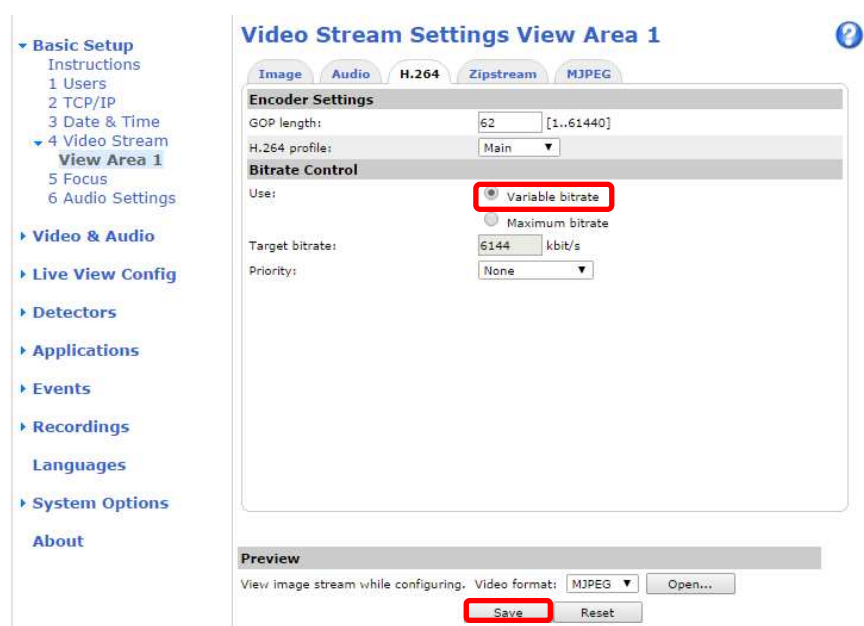 Basic Setup
Instructions
1 Users
2 TCP/IP
3 Date & Time
4 Video Stream
View Area 1
5 Focus
6 Audio Settings
Video & Audio
Live View Config
Detectors
Applications
Events
Recordings
Languages
System Options
About
Video Stream Settings View Area 1
?
Image Audio H.264 Zipstream MJPEG
Encoder Settings
GOP length: 62 [1..61440]
H.264 profile: Main
Bitrate Control
Use: Variable bitrate
Maximum bitrate
Target bitrate: 6144 kbit/s
Priority: None
Preview
View image stream while configuring. Video format: MJPEG Open...
Save Reset